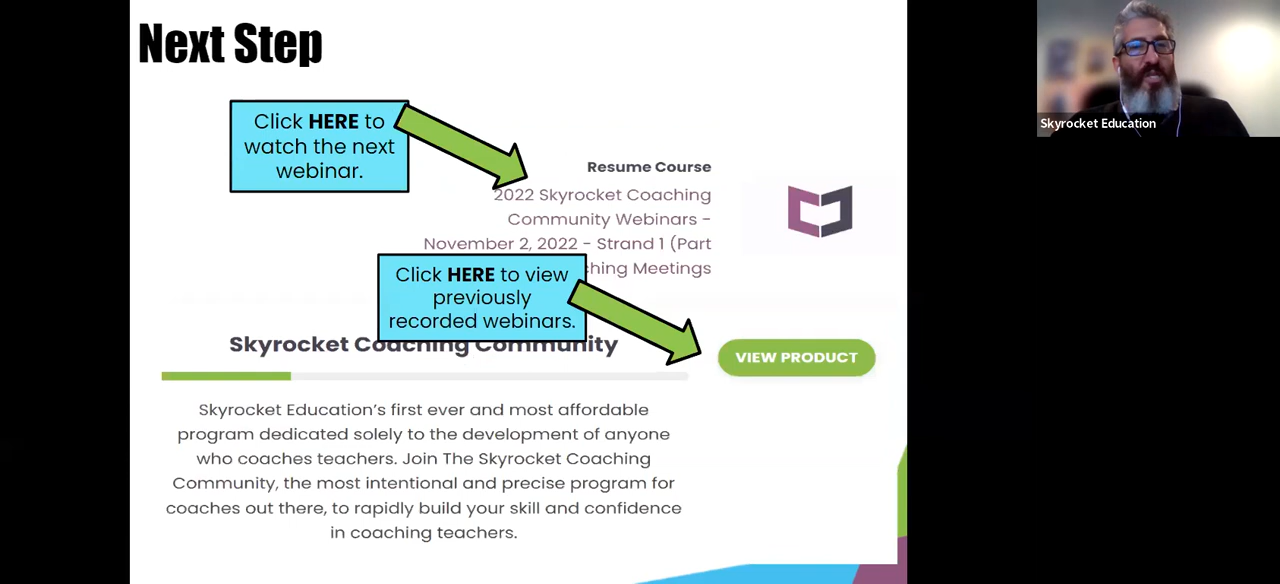 Next Step
Click HERE to
watch the next
webinar.
Resume Course
2022 Skyrocket Coaching
Community Webinars -
November 2, 2022 - Strand 1 (Part
Meetings
Click HERE to view
previously
recorded webinars.
Skyrocket Coaching Community
VIEW PRODUCT
Skyrocket Education's first ever and most affordable
program dedicated solely to the development of anyone
who coaches teachers. Join The Skyrocket Coaching
Community, the most intentional and precise program for
coaches out there, to rapidly build your skill and confidence
in coaching teachers.
Skyrocket Education